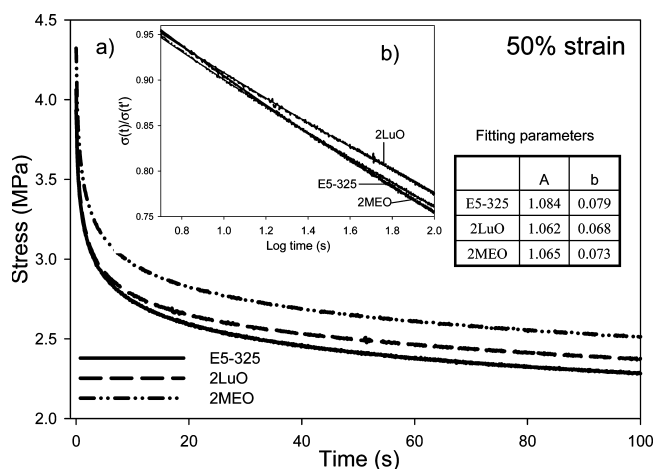 4.5
4.0
3.5
3.0
2.5
2.0
Stress (MPa)
0
20
40
60
80
100
Time (s)
a)
50% strain
E5-325
2LuO
2MEO
b)
0.95
0.90
0.85
0.80
0.75
σ(t)/σ(t')
0.8
1.0
1.2
1.4
1.6
1.8
2.0
Log time (s)
2LuO
E5-325
2MEO
Fitting parameters
A b
E5-325 1.084 0.079
2LuO 1.062 0.068
2MEO 1.065 0.073